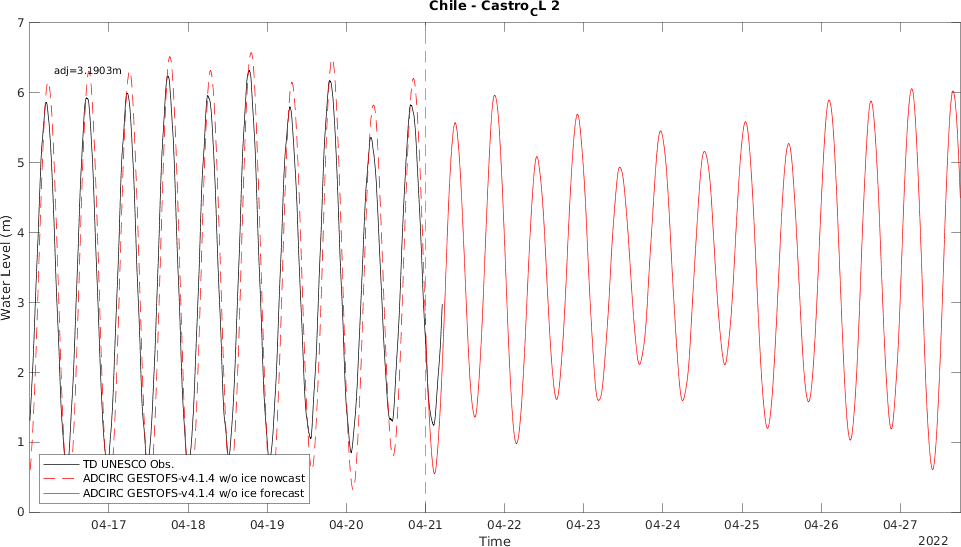 Chile - CastroCL 2
7
adj=3.1903m
6
5
4
3
2
1
0
Water Level (m)
TD UNESCO Obs.
ADCIRC GESTOFS-v4.1.4 w/o ice nowcast
ADCIRC GESTOFS-v4.1.4 w/o ice forecast
04-17 04-18 04-19 04-20 04-21 04-22 04-23 04-24 04-25 04-26 04-27
Time
2022